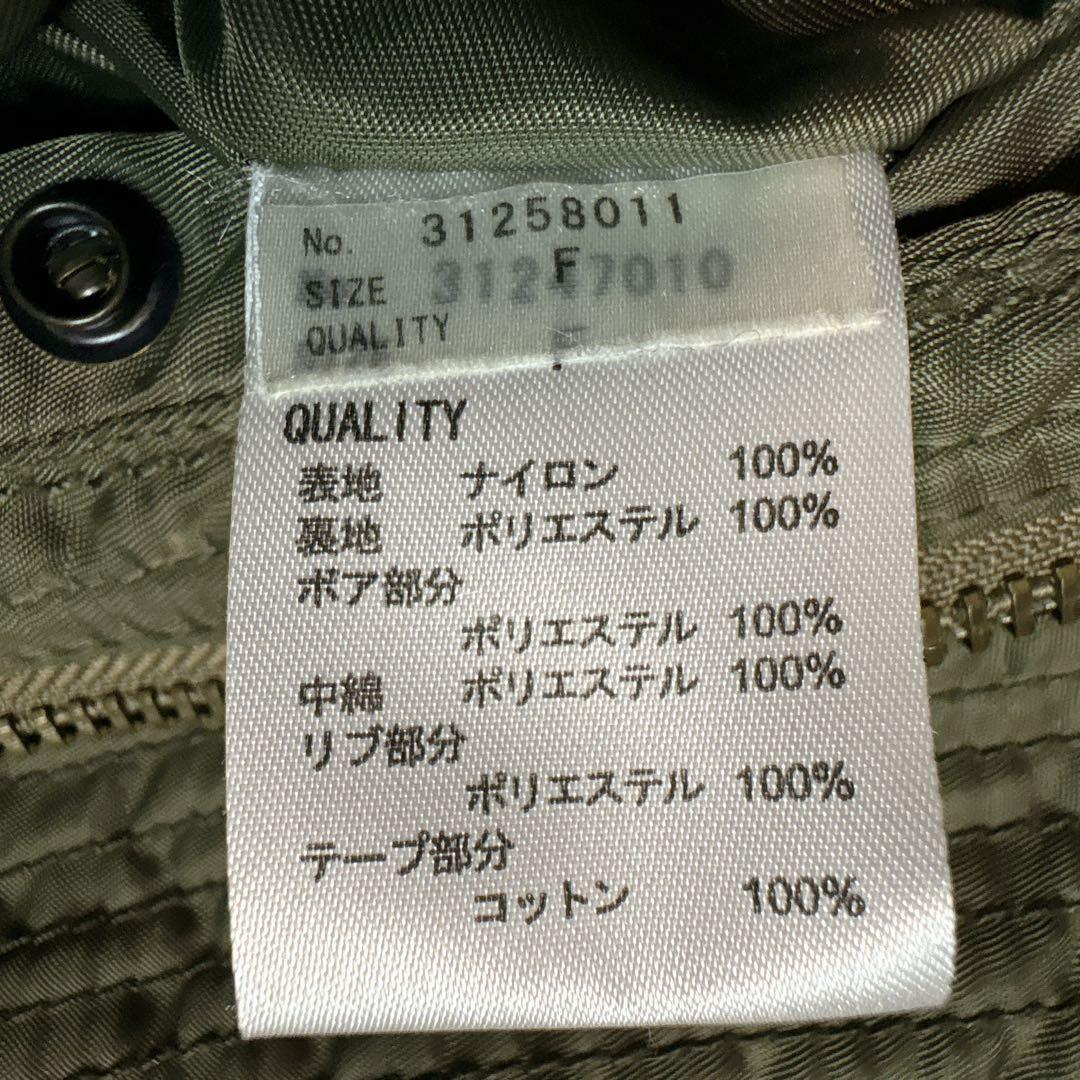 No. 31258011
SIZE F
31247010
QUALITY F
QUALITY
表地 ナイロン 100%
裏地 ポリエステル 100%
ボア部分
ポリエステル 100%
中綿 ポリエステル 100%
リブ部分
ポリエステル 100%
テープ部分
コットン 100%